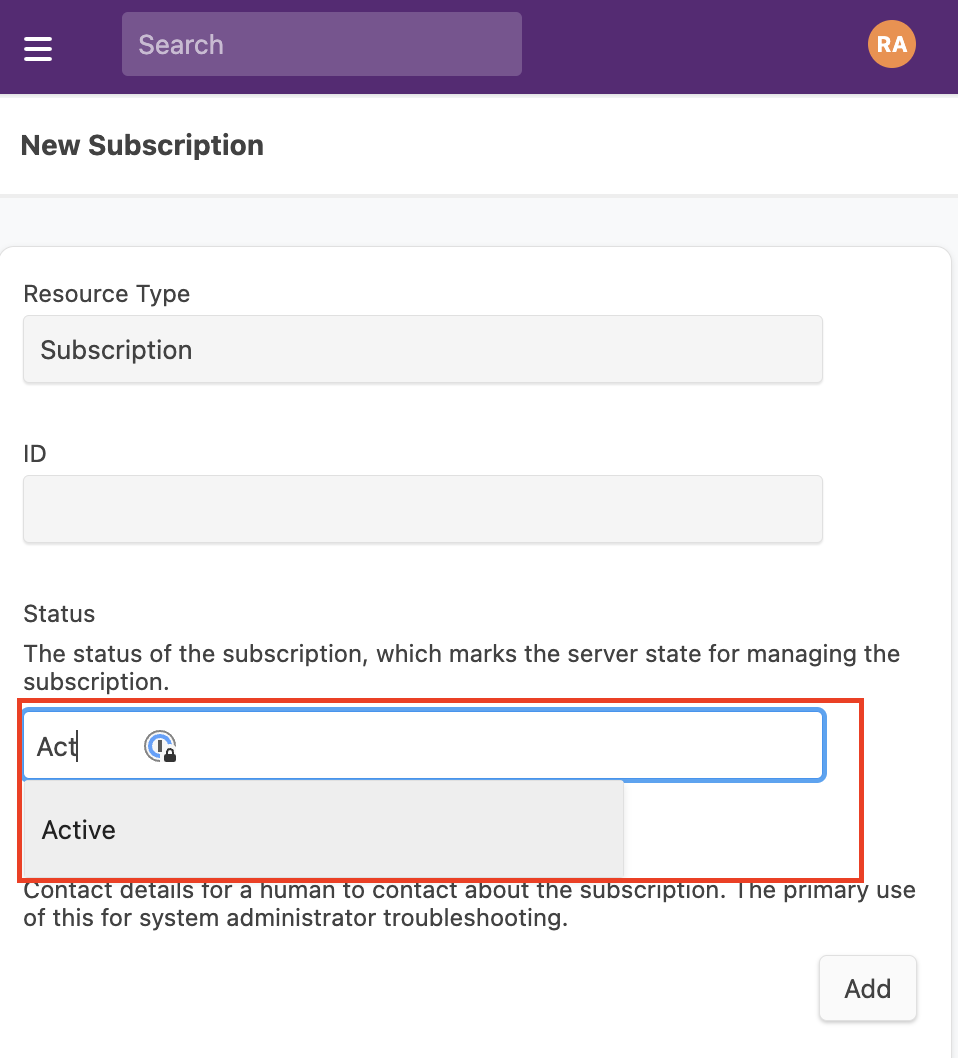 Search
RA
New Subscription
Resource Type
Subscription
ID
Status
The status of the subscription, which marks the server state for managing the
subscription.
Act
Active
Contact details for a human to contact about the subscription. The primary use
of this for system administrator troubleshooting.
Add